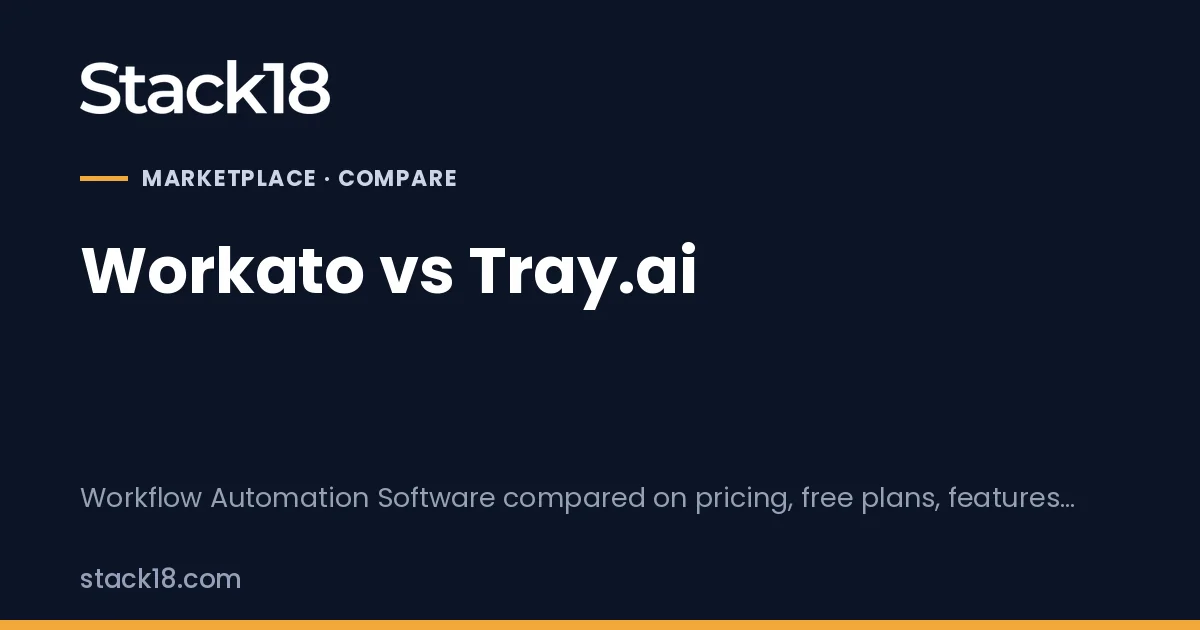 Stack18
MARKETPLACE · COMPARE
Workato vs Tray.ai
Workflow Automation Software compared on pricing, free plans, features…
stack18.com